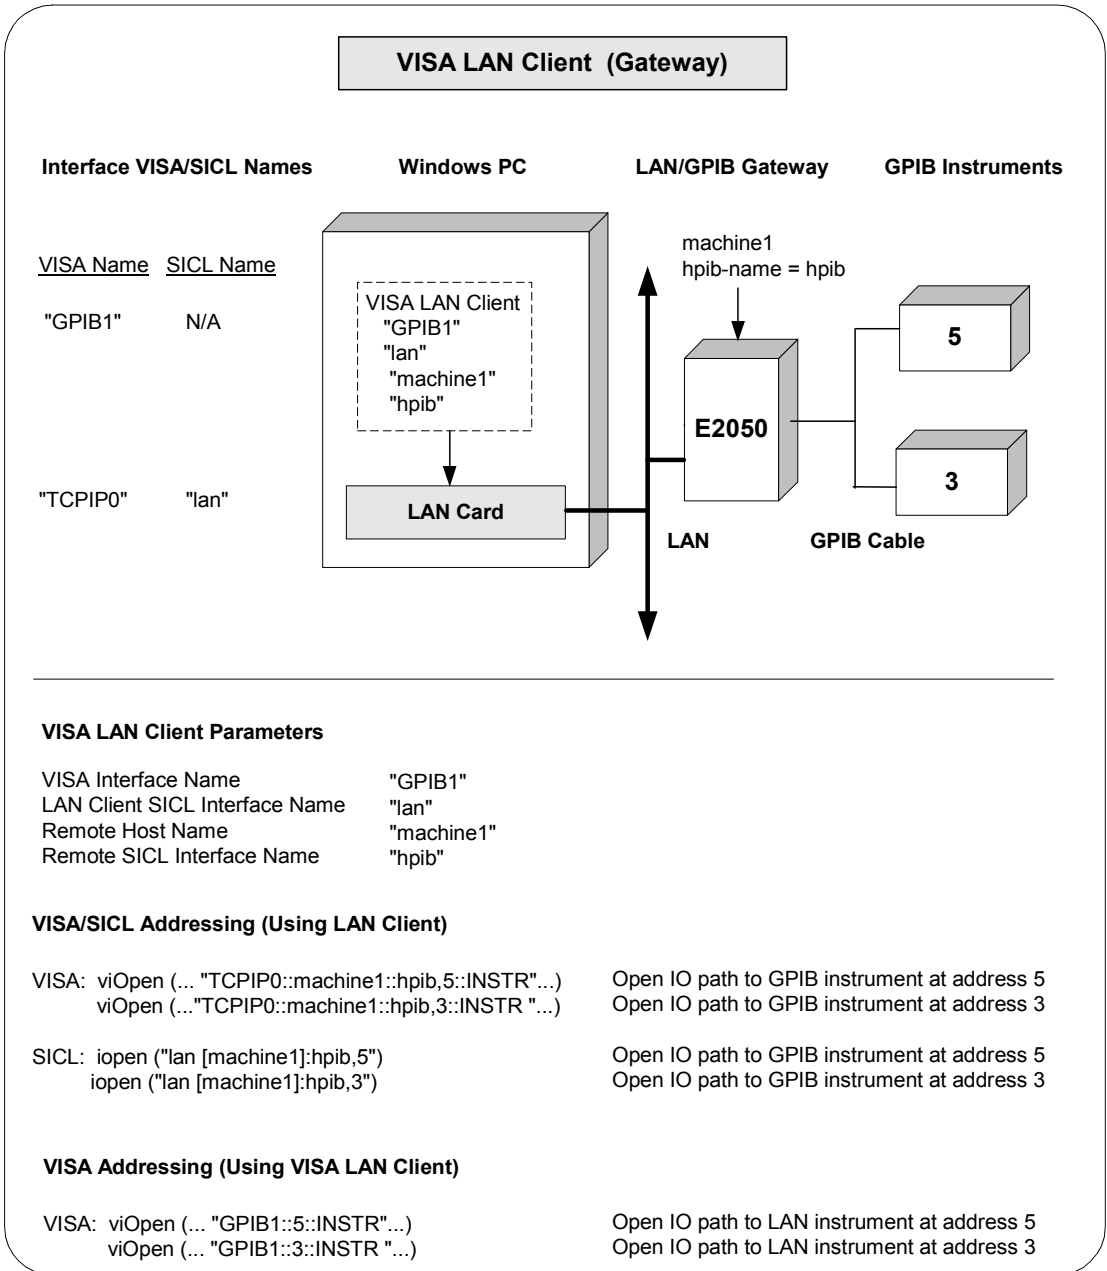 VISA LAN Client  (Gateway)
Interface VISA/SICL Names
Windows PC
LAN/GPIB Gateway
GPIB Instruments
VISA Name SICL Name
"GPIB1" N/A
"TCPIP0" "lan"
VISA LAN Client
"GPIB1"
"lan"
"machine1"
"hpib"
LAN Card
machine1
hpib-name = hpib
E2050
5
3
LAN
GPIB Cable
VISA LAN Client Parameters
VISA Interface Name "GPIB1"
LAN Client SICL Interface Name "lan"
Remote Host Name "machine1"
Remote SICL Interface Name "hpib"
VISA/SICL Addressing (Using LAN Client)
VISA:  viOpen (... "TCPIP0::machine1::hpib,5::INSTR"...) Open IO path to GPIB instrument at address 5
viOpen (..."TCPIP0::machine1::hpib,3::INSTR "...) Open IO path to GPIB instrument at address 3
SICL:  iopen ("lan [machine1]:hpib,5") Open IO path to GPIB instrument at address 5
iopen ("lan [machine1]:hpib,3") Open IO path to GPIB instrument at address 3
VISA Addressing (Using VISA LAN Client)
VISA:  viOpen (... "GPIB1::5::INSTR"...) Open IO path to LAN instrument at address 5
viOpen (... "GPIB1::3::INSTR "...) Open IO path to LAN instrument at address 3